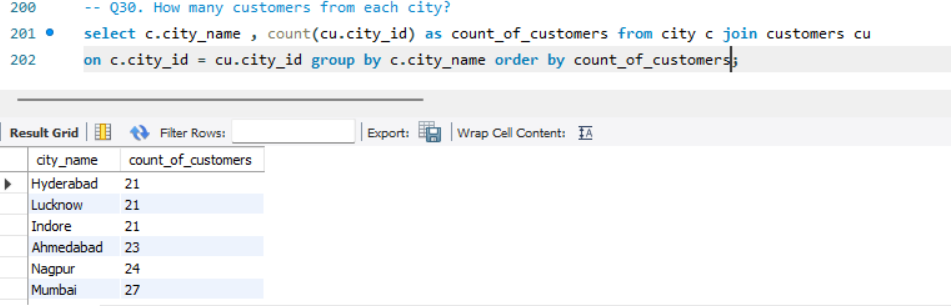 200 -- Q30. How many customers from each city?
201 select c.city_name , count(cu.city_id) as count_of_customers from city c join customers cu
202 on c.city_id = cu.city_id group by c.city_name order by count_of_customers;
Result Grid Filter Rows: Export: Wrap Cell Content: IA
city_name count_of_customers
Hyderabad 21
Lucknow 21
Indore 21
Ahmedabad 23
Nagpur 24
Mumbai 27